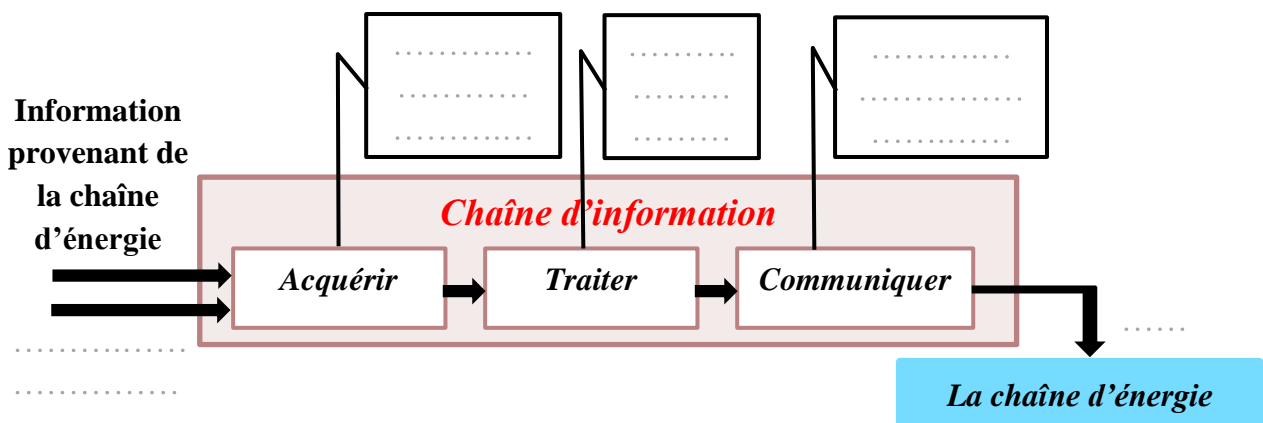 Information
provenant de
la chaîne
d’énergie
Chaîne d’information
Acquérir
Traiter
Communiquer
La chaîne d’énergie